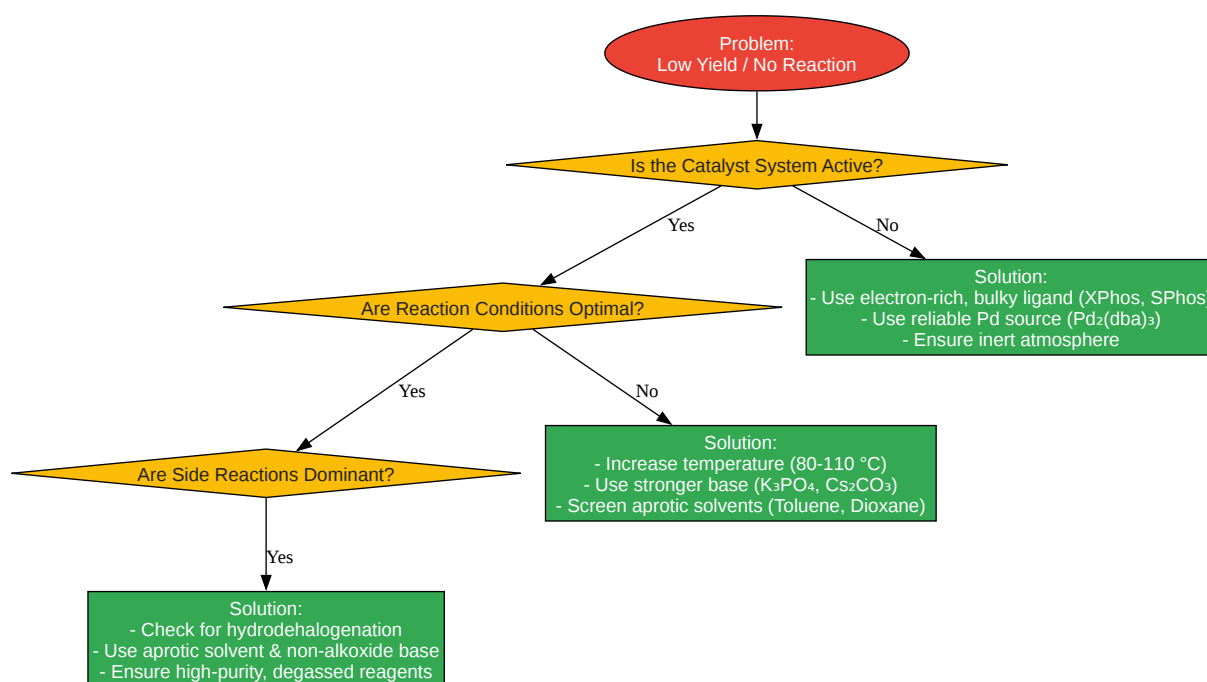 Problem:
Low Yield / No Reaction
Is the Catalyst System Active?
Yes
No
Are Reaction Conditions Optimal?
Solution:
- Use electron-rich, bulky ligand (XPhos, SPhos)
- Use reliable Pd source (Pd₂(dba)₃)
- Ensure inert atmosphere
Yes
No
Are Side Reactions Dominant?
Solution:
- Increase temperature (80-110 °C)
- Use stronger base (K₃PO₄, Cs₂CO₃)
- Screen aprotic solvents (Toluene, Dioxane)
Yes
Solution:
- Check for hydrodehalogenation
- Use aprotic solvent & non-alkoxide base
- Ensure high-purity, degassed reagents